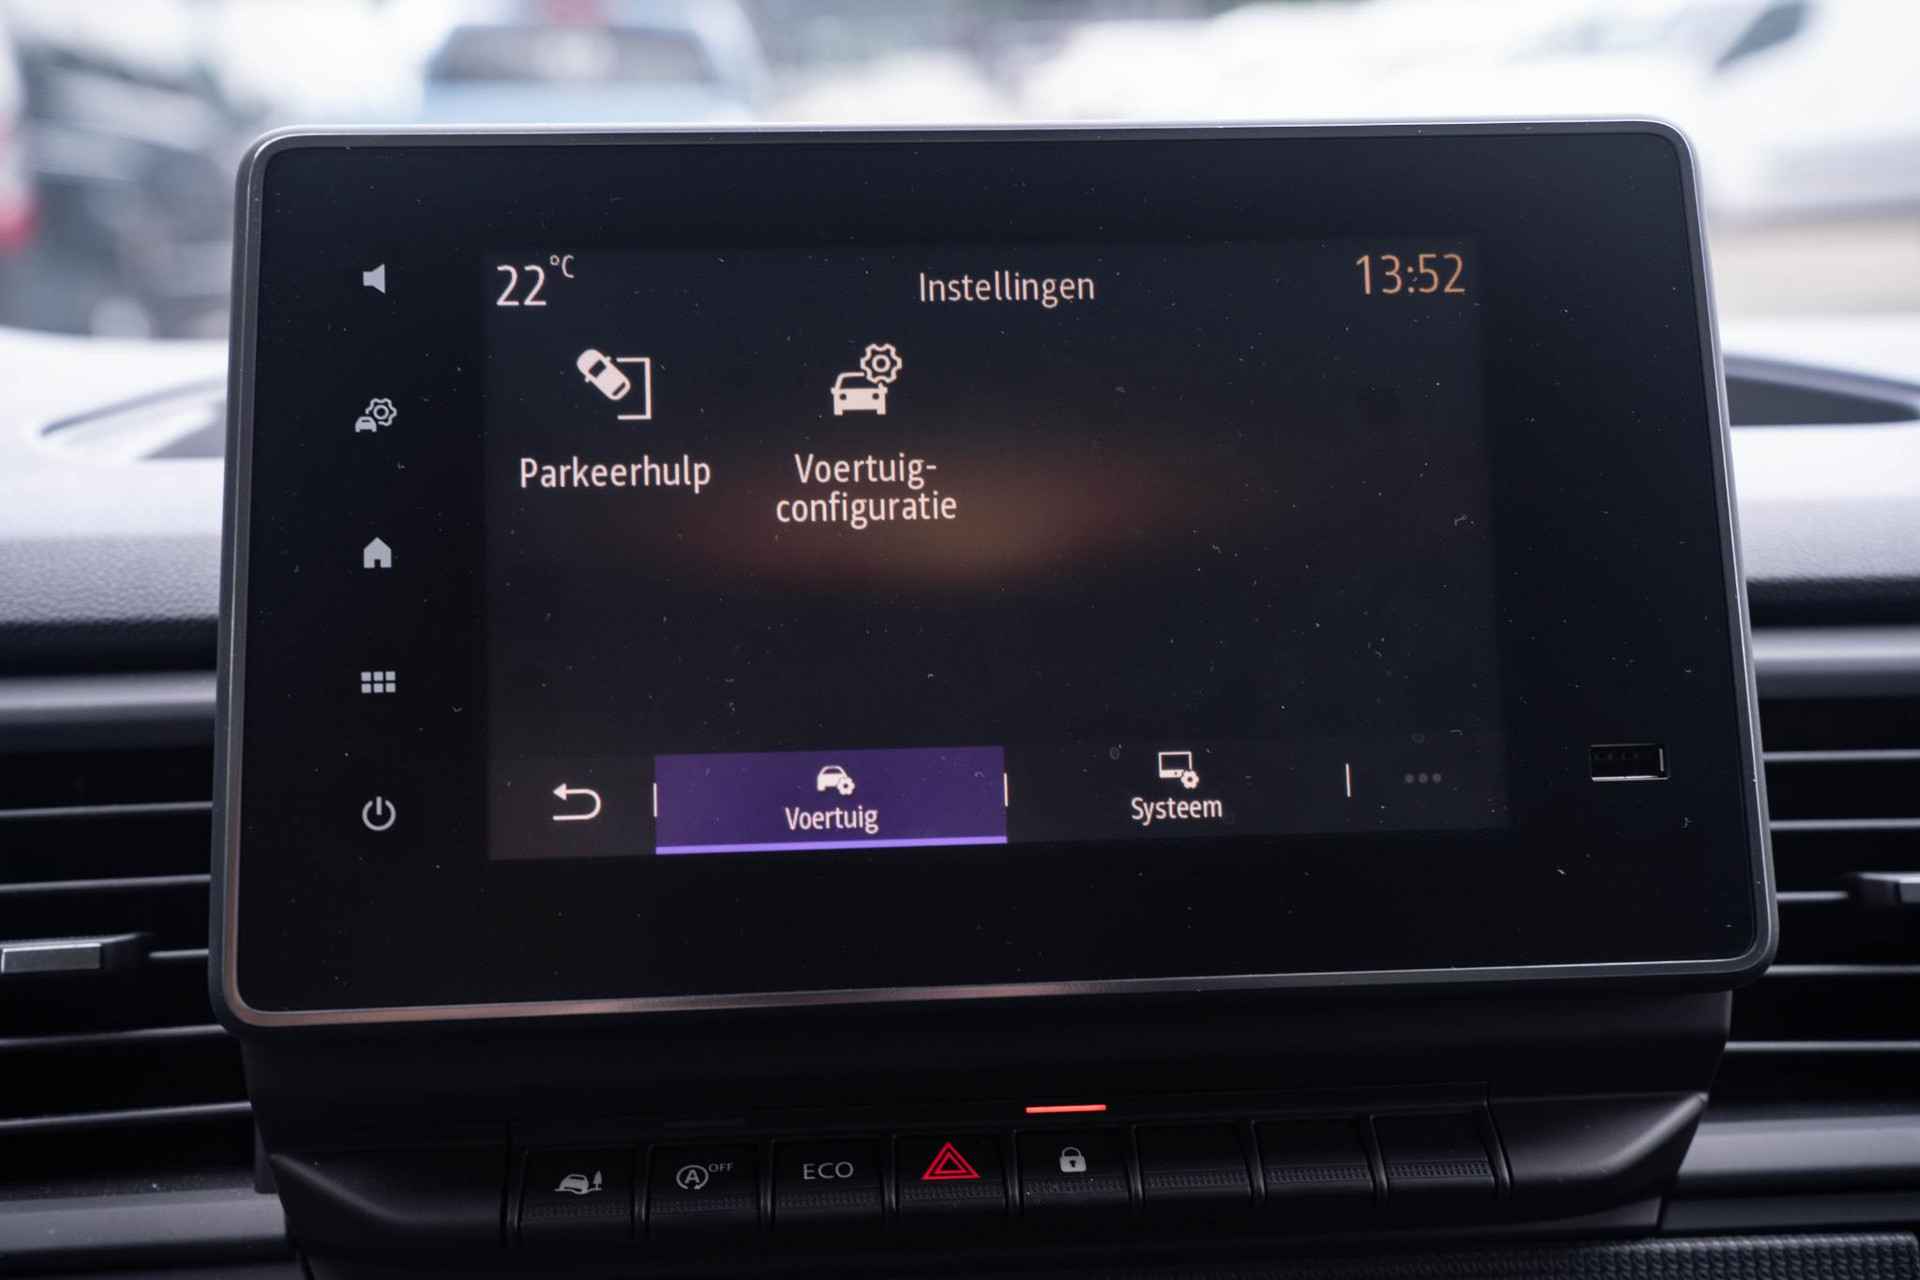 22°C
Instellingen
13:52
Parkeerhulp
Voertuig-
configuratie
Voertuig
Systeem
A OFF
ECO